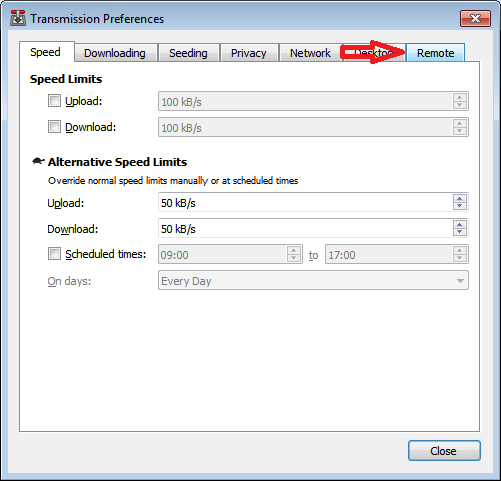 Transmission Preferences
Speed Downloading Seeding Privacy Network Desktop Remote
Speed Limits
Upload: 100 kB/s
Download: 100 kB/s
Alternative Speed Limits
Override normal speed limits manually or at scheduled times
Upload: 50 kB/s
Download: 50 kB/s
Scheduled times: 09:00 to 17:00
On days: Every Day
Close